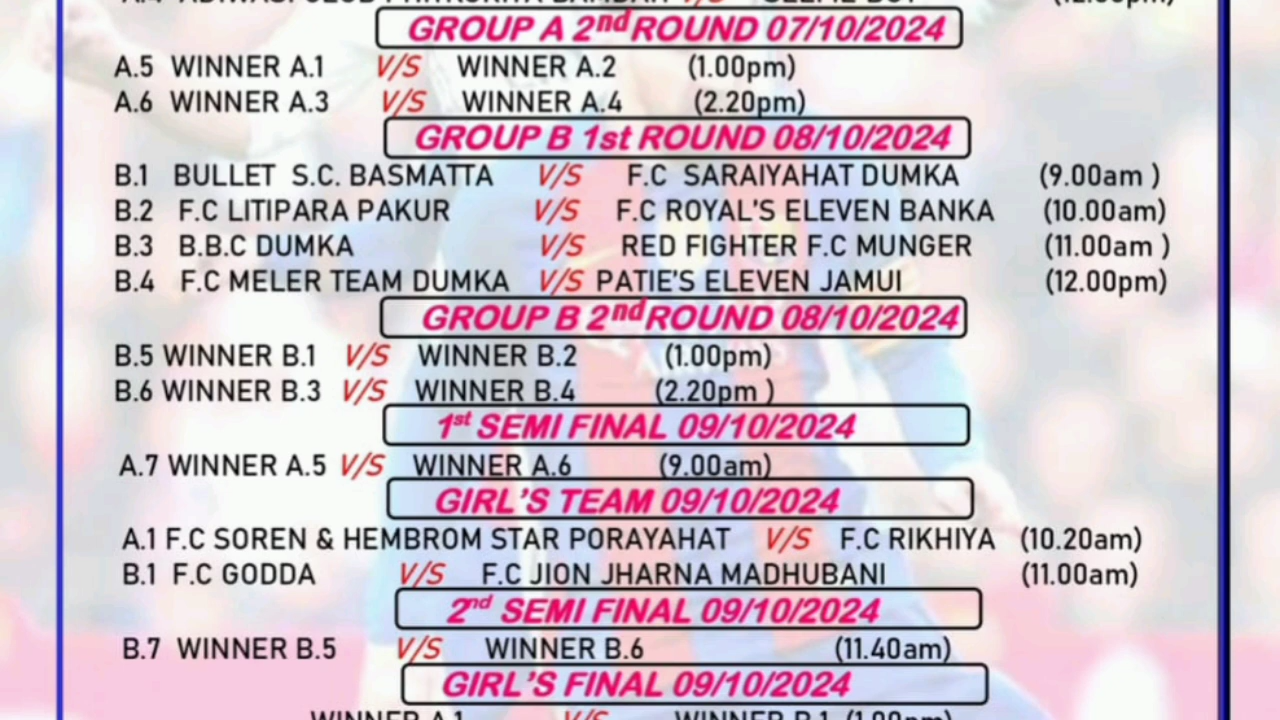 GROUP A 2nd ROUND 07/10/2024
A.5 WINNER A.1 V/S WINNER A.2 (1.00pm)
A.6 WINNER A.3 V/S WINNER A.4 (2.20pm)
GROUP B 1st ROUND 08/10/2024
B.1 BULLET S.C. BASMATTA V/S F.C SARAIYAHAT DUMKA (9.00am )
B.2 F.C LITIPARA PAKUR V/S F.C ROYAL'S ELEVEN BANKA (10.00am)
B.3 B.B.C DUMKA V/S RED FIGHTER F.C MUNGER (11.00am )
B.4 F.C MELER TEAM DUMKA V/S PATIE'S ELEVEN JAMUI (12.00pm)
GROUP B 2nd ROUND 08/10/2024
B.5 WINNER B.1 V/S WINNER B.2 (1.00pm)
B.6 WINNER B.3 V/S WINNER B.4 (2.20pm )
1st SEMI FINAL 09/10/2024
A.7 WINNER A.5 V/S WINNER A.6 (9.00am)
GIRL'S TEAM 09/10/2024
A.1 F.C SOREN & HEMBROM STAR PORAYAHAT V/S F.C RIKHIYA (10.20am)
B.1 F.C GODDA V/S F.C JION JHARNA MADHUBANI (11.00am)
2nd SEMI FINAL 09/10/2024
B.7 WINNER B.5 V/S WINNER B.6 (11.40am)
GIRL'S FINAL 09/10/2024
WINNER A.1 V/S WINNER B.1 (1.00pm)